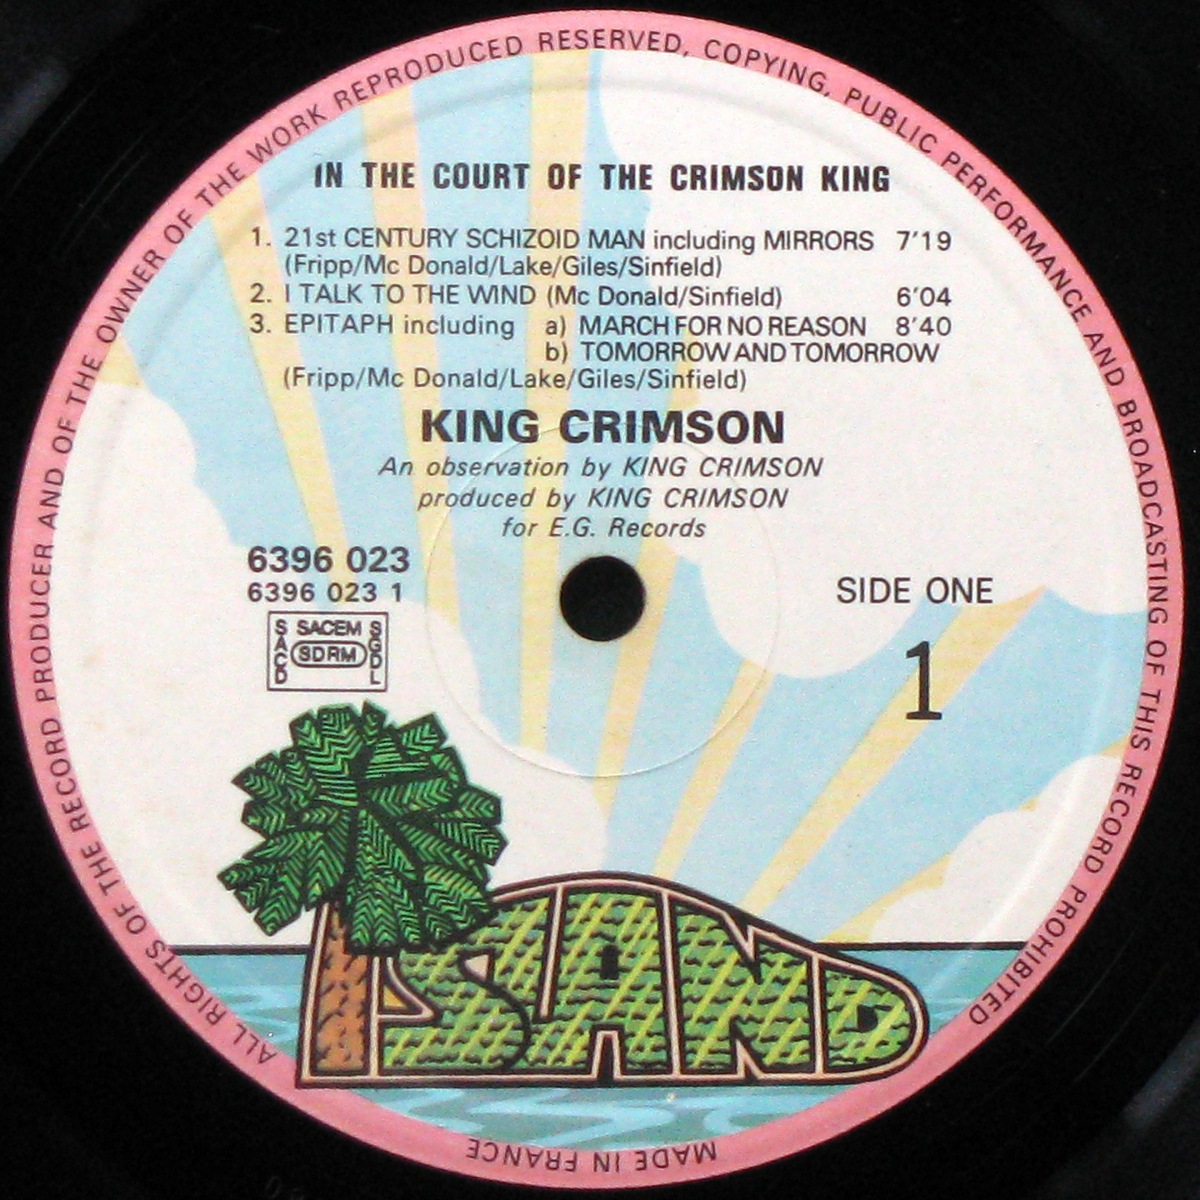 ALL RIGHTS OF THE RECORD PRODUCER AND OF THE OWNER OF THE WORK REPRODUCED RESERVED, COPYING, PUBLIC PERFORMANCE AND BROADCASTING OF THIS RECORD PROHIBITED
IN THE COURT OF THE CRIMSON KING
1. 21st CENTURY SCHIZOID MAN including MIRRORS 7'19
(Fripp/Mc Donald/Lake/Giles/Sinfield)
2. I TALK TO THE WIND (Mc Donald/Sinfield) 6'04
3. EPITAPH including a) MARCH FOR NO REASON 8'40
b) TOMORROW AND TOMORROW
(Fripp/Mc Donald/Lake/Giles/Sinfield)
KING CRIMSON
An observation by KING CRIMSON
produced by KING CRIMSON
for E.G. Records
6396 023
6396 023 1
SIDE ONE
SACD SACEM SGDL
SDRM
1
ISLAND
MADE IN FRANCE